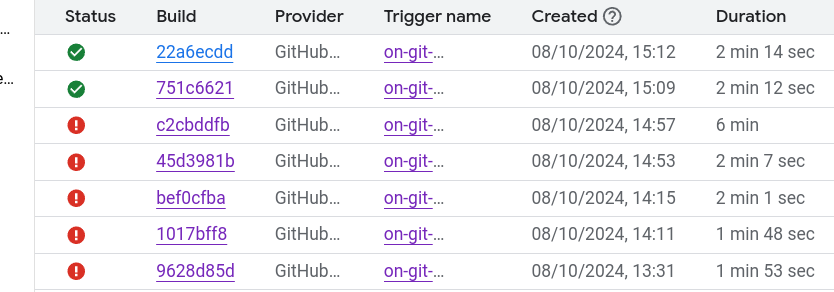 Status Build Provider Trigger name Created Duration
22a6ecdd GitHub… on-git-… 08/10/2024, 15:12 2 min 14 sec
751c6621 GitHub… on-git-… 08/10/2024, 15:09 2 min 12 sec
c2cbddfb GitHub… on-git-… 08/10/2024, 14:57 6 min
45d3981b GitHub… on-git-… 08/10/2024, 14:53 2 min 7 sec
bef0cfba GitHub… on-git-… 08/10/2024, 14:15 2 min 1 sec
1017bff8 GitHub… on-git-… 08/10/2024, 14:11 1 min 48 sec
9628d85d GitHub… on-git-… 08/10/2024, 13:31 1 min 53 sec